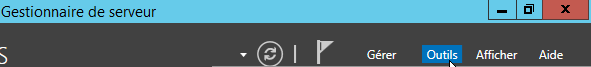 Gestionnaire de serveur
Gérer Outils Afficher Aide